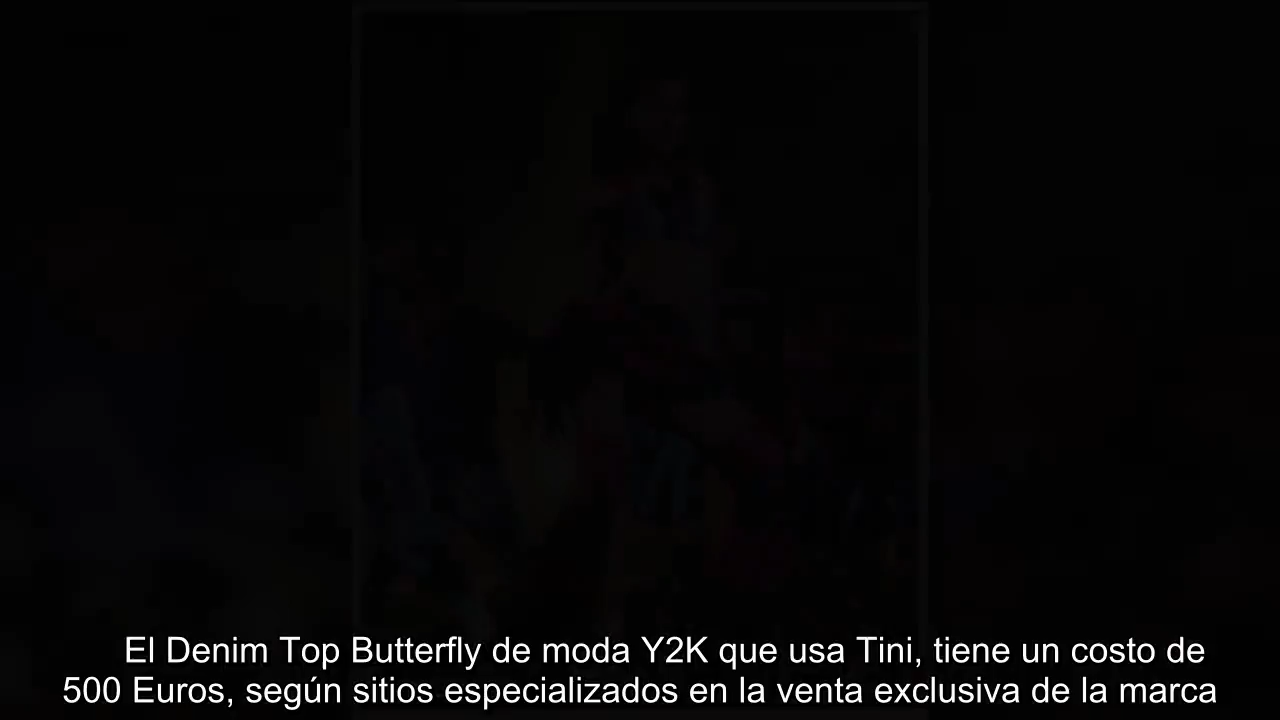 El Denim Top Butterfly de moda Y2K que usa Tini, tiene un costo de
500 Euros, según sitios especializados en la venta exclusiva de la marca